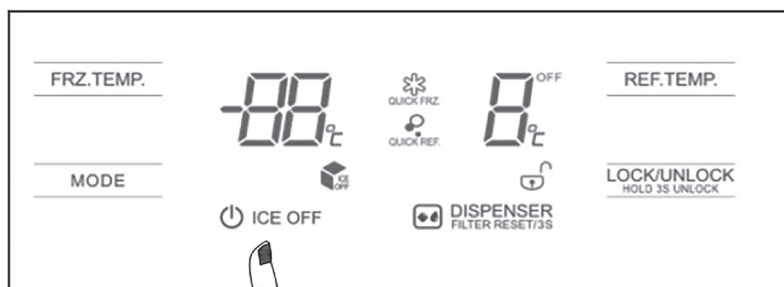 FRZ.TEMP.
-88°C
QUICK FRZ.
8°C
OFF
REF.TEMP.
QUICK REF.
MODE
ICE
OFF
LOCK/UNLOCK
HOLD 3S UNLOCK
ICE OFF
DISPENSER
FILTER RESET/3S